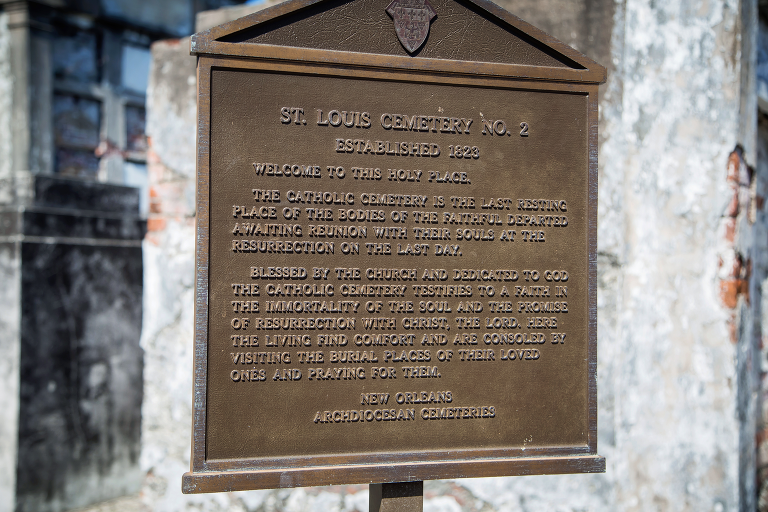 ST. LOUIS CEMETERY NO. 2
ESTABLISHED 1823
WELCOME TO THIS HOLY PLACE.
THE CATHOLIC CEMETERY IS THE LAST RESTING
PLACE OF THE BODIES OF THE FAITHFUL DEPARTED
AWAITING REUNION WITH THEIR SOULS AT THE
RESURRECTION ON THE LAST DAY.
BLESSED BY THE CHURCH AND DEDICATED TO GOD
THE CATHOLIC CEMETERY TESTIFIES TO A FAITH IN
THE IMMORTALITY OF THE SOUL AND THE PROMISE
OF RESURRECTION WITH CHRIST, THE LORD. HERE
THE LIVING FIND COMFORT AND ARE CONSOLED BY
VISITING THE BURIAL PLACES OF THEIR LOVED
ONES AND PRAYING FOR THEM.
NEW ORLEANS
ARCHDIOCESAN CEMETERIES